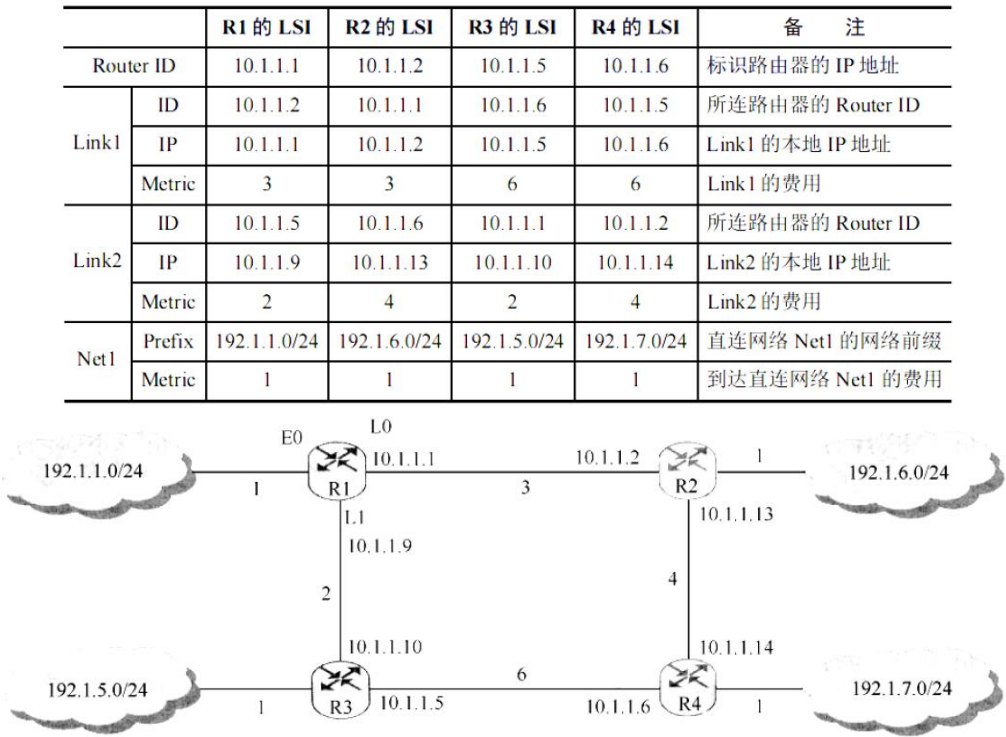 R1 的 LSI R2 的 LSI R3 的 LSI R4 的 LSI 备 注
Router ID 10.1.1.1 10.1.1.2 10.1.1.5 10.1.1.6 标识路由器的 IP 地址
Link1 ID 10.1.1.2 10.1.1.1 10.1.1.6 10.1.1.5 所连路由器的 Router ID
IP 10.1.1.1 10.1.1.2 10.1.1.5 10.1.1.6 Link1 的本地 IP 地址
Metric 3 3 6 6 Link1 的费用
Link2 ID 10.1.1.5 10.1.1.6 10.1.1.1 10.1.1.2 所连路由器的 Router ID
IP 10.1.1.9 10.1.1.13 10.1.1.10 10.1.1.14 Link2 的本地 IP 地址
Metric 2 4 2 4 Link2 的费用
Net1 Prefix 192.1.1.0/24 192.1.6.0/24 192.1.5.0/24 192.1.7.0/24 直连网络 Net1 的网络前缀
Metric 1 1 1 1 到达直连网络 Net1 的费用
E0 L0
192.1.1.0/24 10.1.1.1 10.1.1.2 1 192.1.6.0/24
1 R1 3 R2
L1 10.1.1.13
10.1.1.9
2 4
10.1.1.10 10.1.1.14
192.1.5.0/24 6 192.1.7.0/24
1 R3 10.1.1.5 10.1.1.6 R4 1